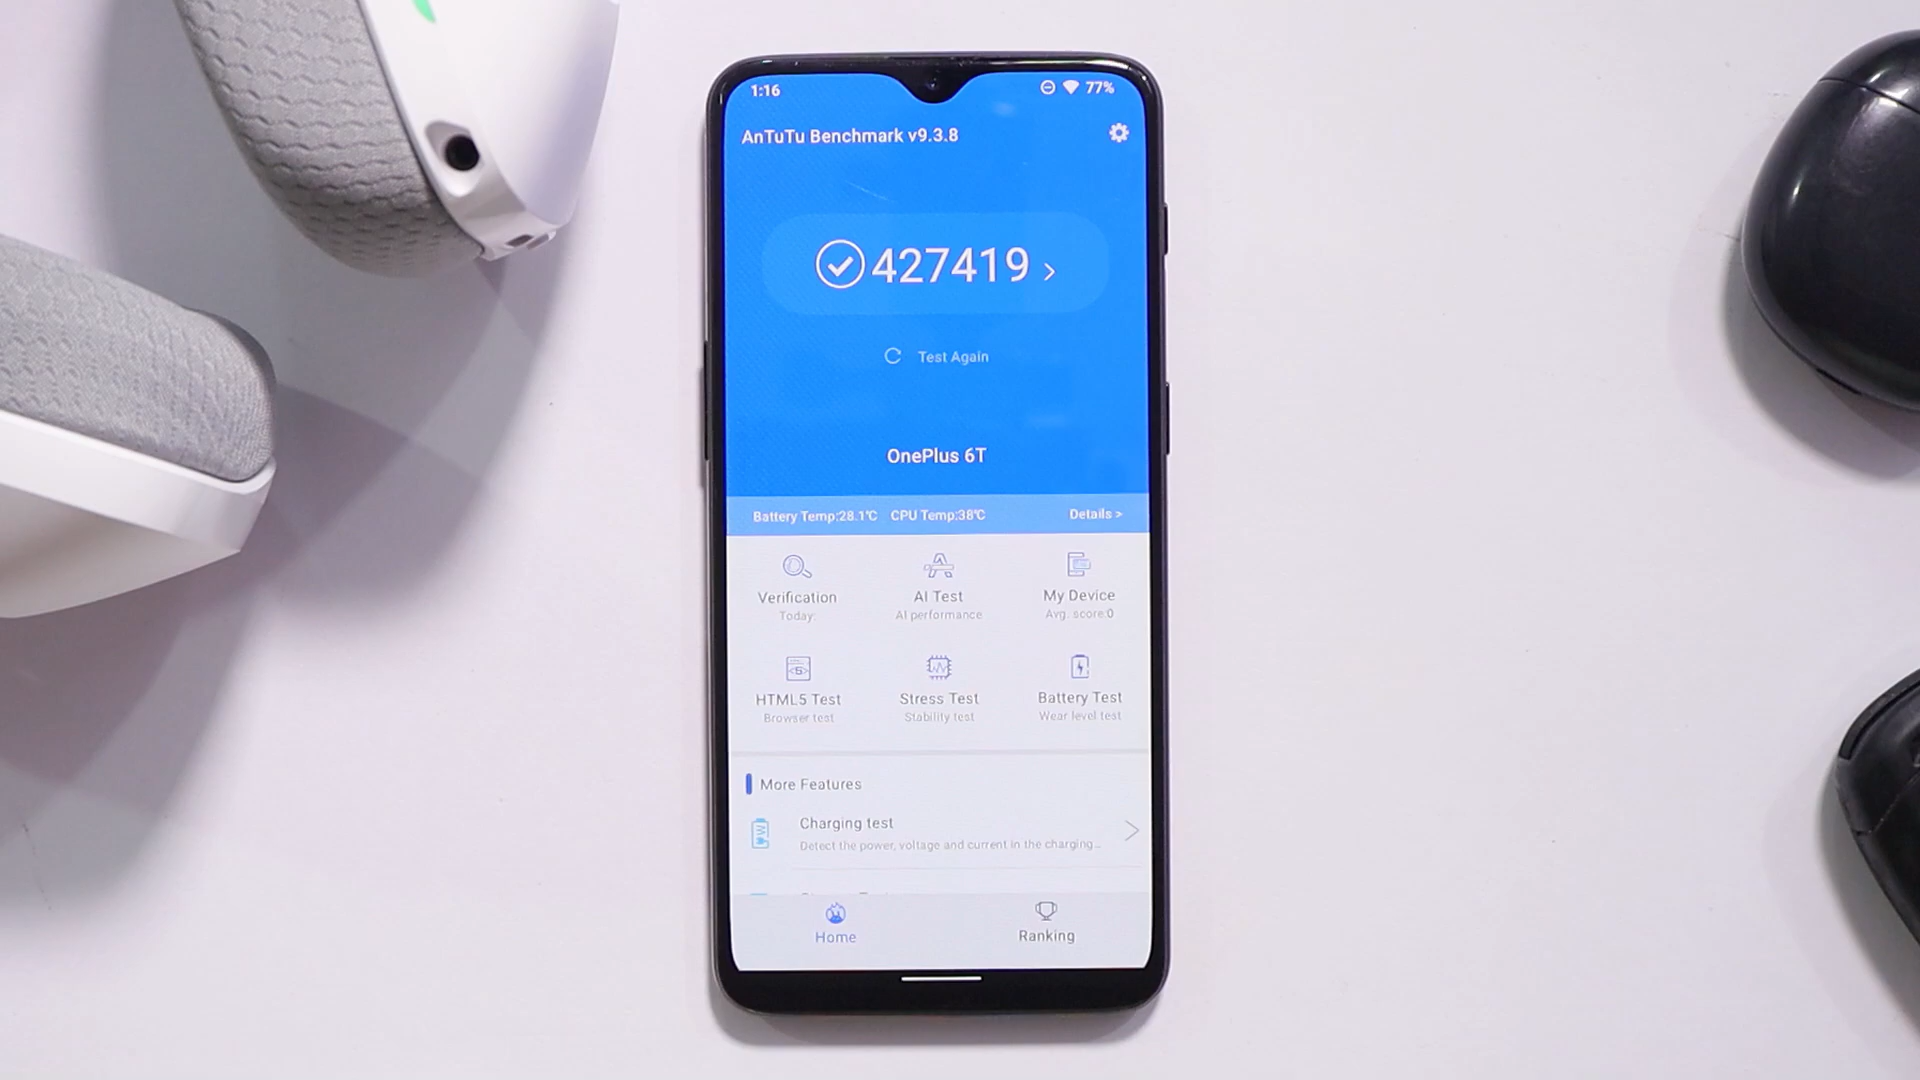 1:16
77%
AnTuTu Benchmark v9.3.8
427419 >
Test Again
OnePlus 6T
Battery Temp:28.1℃ CPU Temp:38℃ Details >
Verification AI Test My Device
Today: AI performance Avg. score:0
HTML5 Test Stress Test Battery Test
Browser test Stability test Wear level test
More Features
Charging test
Detect the power, voltage and current in the charging...
Home Ranking